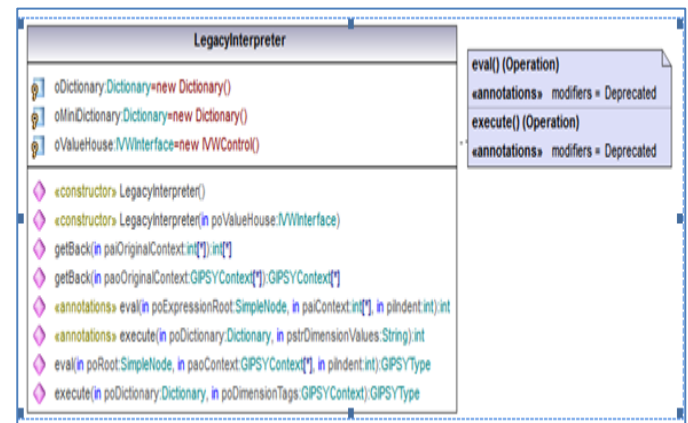 LegacyInterpreter
oDictionary:Dictionary=new Dictionary()
oMiniDictionary:Dictionary=new Dictionary()
oValueHouse:IVWInterface=new IVWControl()
«constructor» LegacyInterpreter()
«constructor» LegacyInterpreter(in poValueHouse:IVWInterface)
getBack(in paiOriginalContext:int[*]):int[*]
getBack(in paoOriginalContext:GIPSYContext[*]):GIPSYContext[*]
«annotations» eval(in poExpressionRoot:SimpleNode, in paiContext:int[*], in piIndent:int):int
«annotations» execute(in poDictionary:Dictionary, in pstrDimensionValues:String):int
eval(in poRoot:SimpleNode, in paoContext:GIPSYContext[*], in piIndent:int):GIPSYType
execute(in poDictionary:Dictionary, in poDimensionTags:GIPSYContext):GIPSYType
eval() (Operation)
«annotations» modifiers = Deprecated
execute() (Operation)
«annotations» modifiers = Deprecated